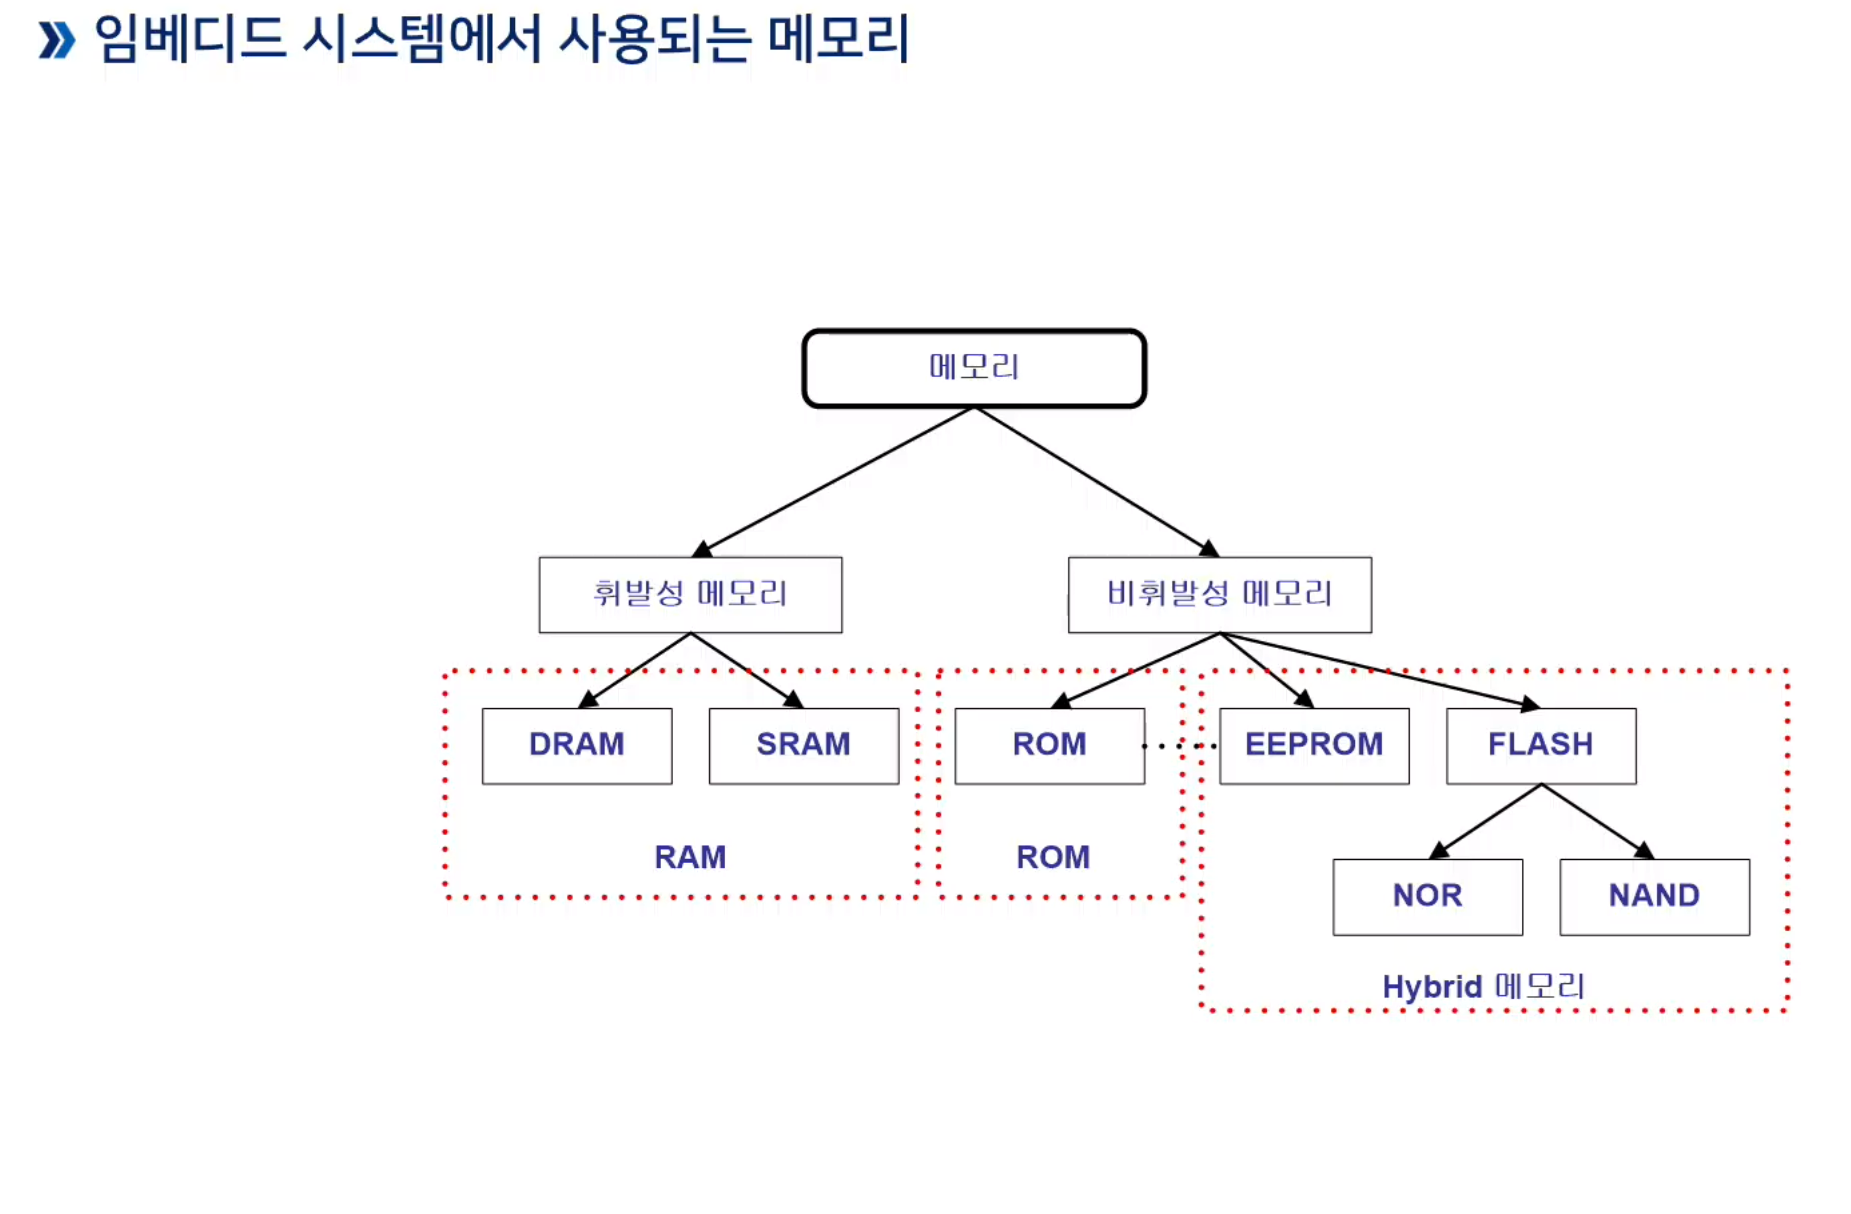 임베디드 시스템에서 사용되는 메모리
메모리
휘발성 메모리
비휘발성 메모리
DRAM
SRAM
ROM
EEPROM
FLASH
RAM
ROM
NOR
NAND
Hybrid 메모리